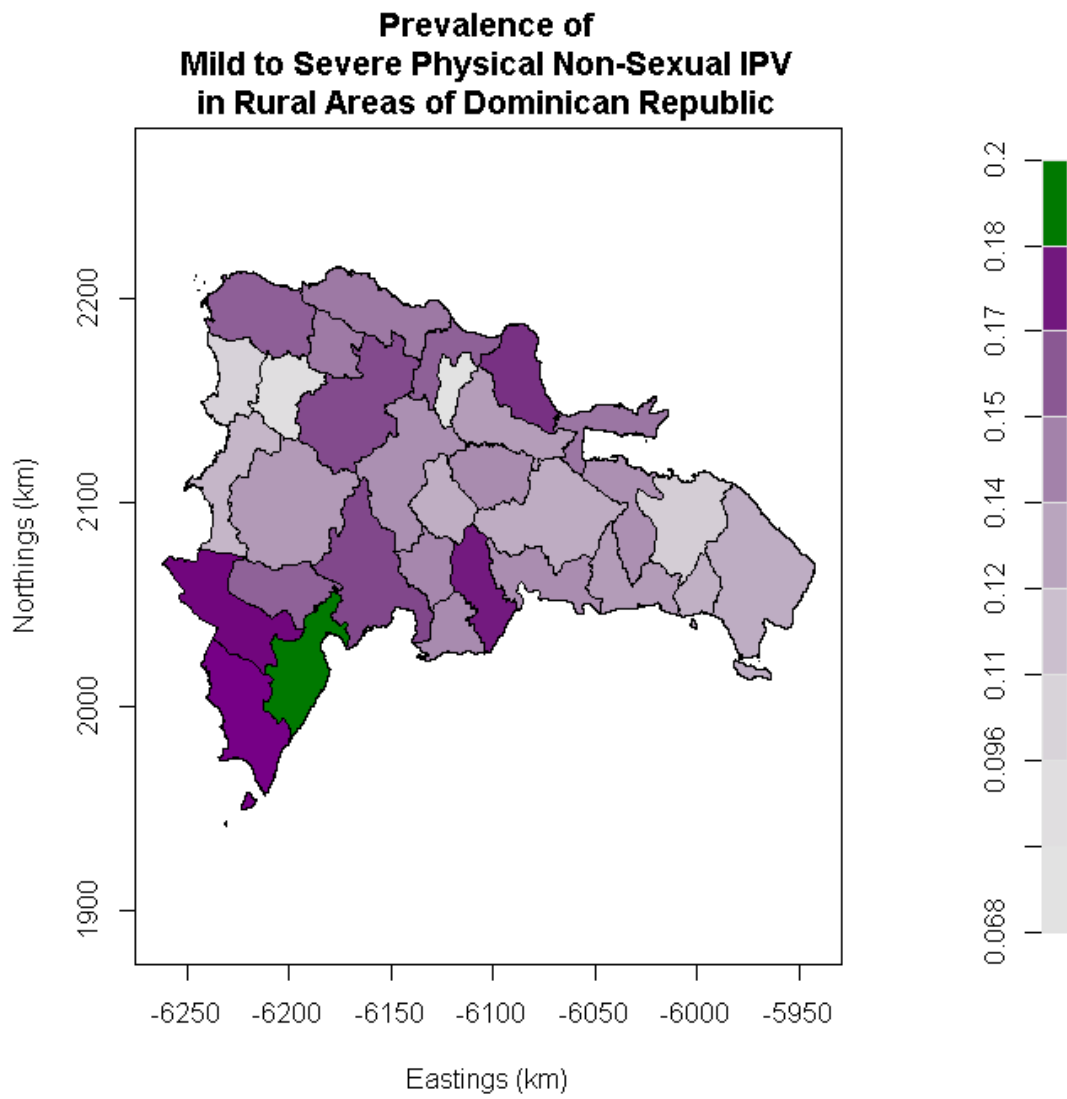 Prevalence of
Mild to Severe Physical Non-Sexual IPV
in Rural Areas of Dominican Republic
0.2
0.18
0.17
0.15
0.14
0.12
0.11
0.096
0.068
2200
2100
2000
1900
Northings (km)
-6250 -6200 -6150 -6100 -6050 -6000 -5950
Eastings (km)